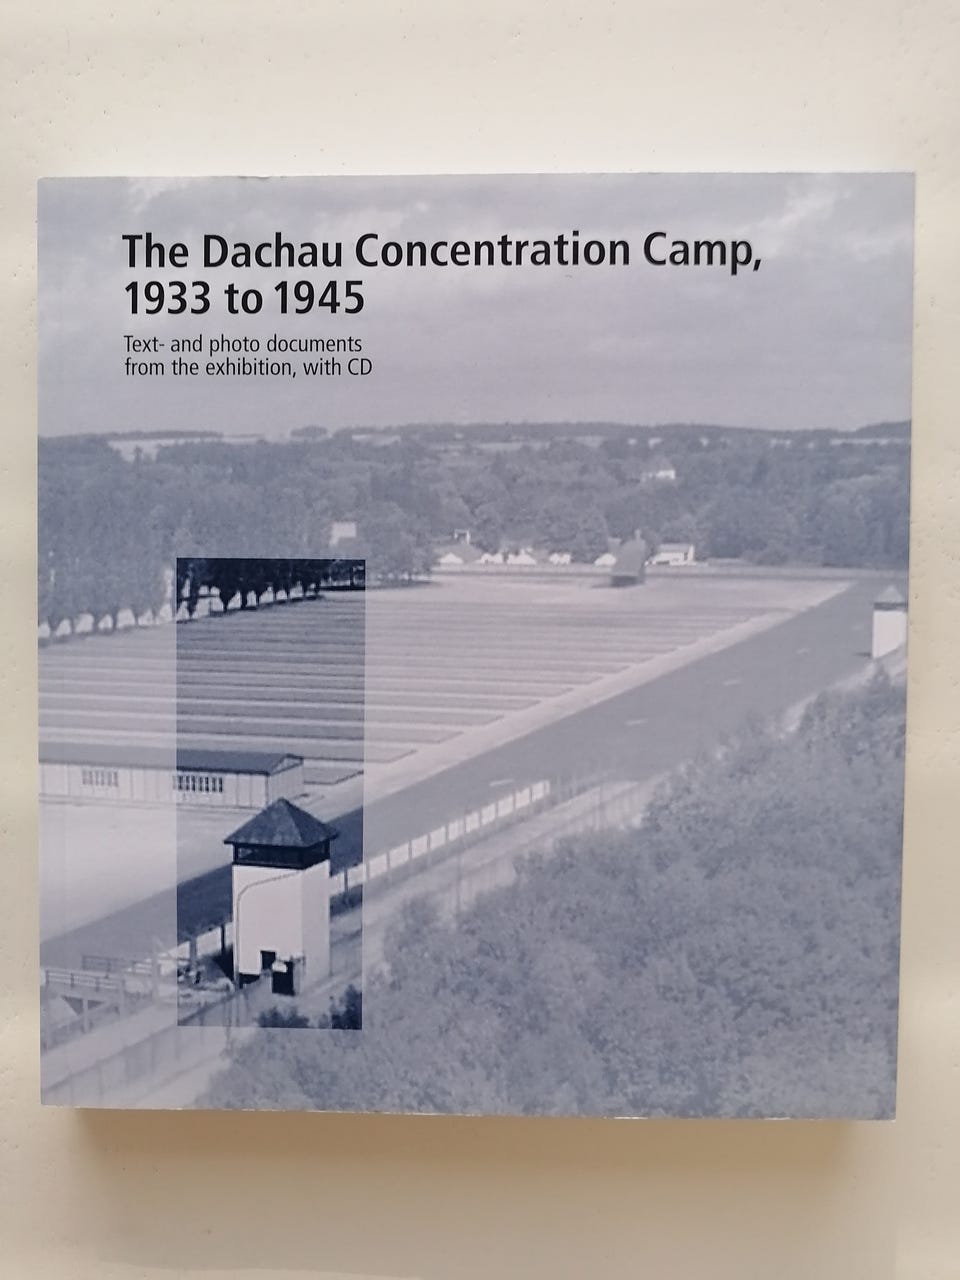 The Dachau Concentration Camp,
1933 to 1945
Text- and photo documents
from the exhibition, with CD